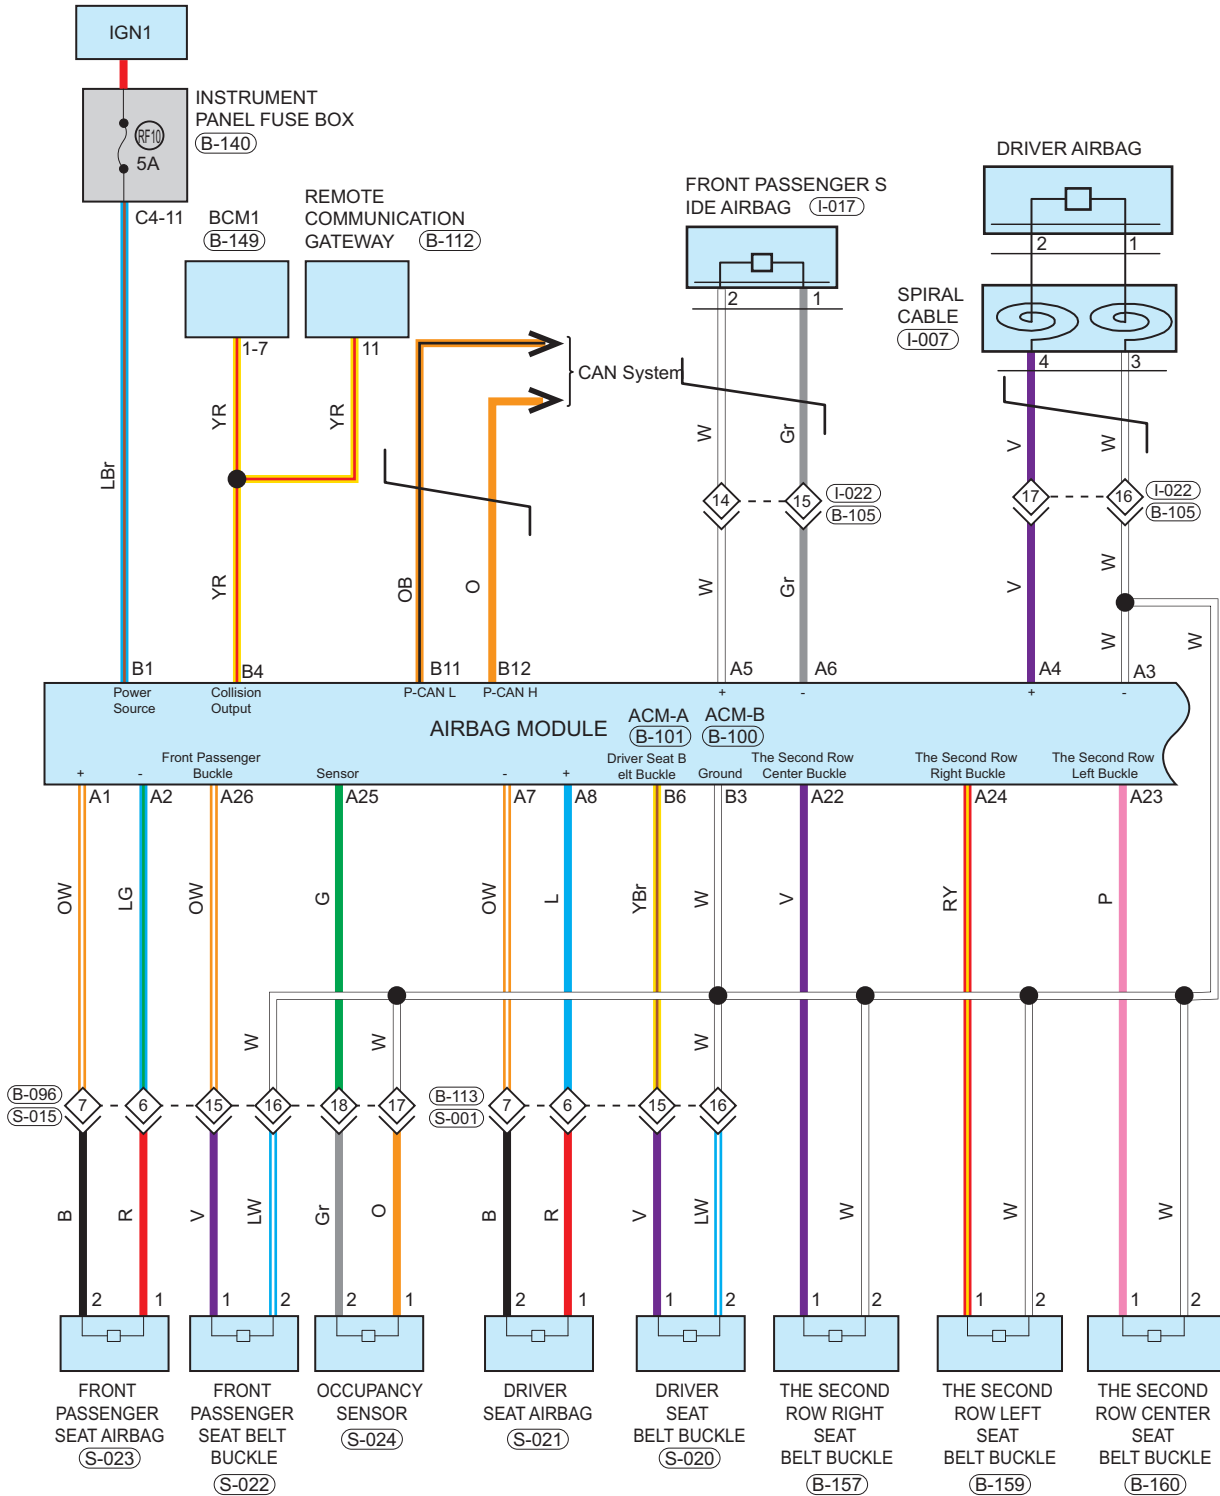 IGN1
INSTRUMENT
PANEL FUSE BOX
B-140
RF10
5A
C4-11
BCM1
B-149
REMOTE
COMMUNICATION
GATEWAY B-112
1-7
11
FRONT PASSENGER S
IDE AIRBAG I-017
2 1
DRIVER AIRBAG
2 1
SPIRAL
CABLE
I-007
4 3
CAN System
LBr
YR YR
W Gr
V W
14 15
I-022
B-105
17 16
I-022
B-105
YR
OB
O
W Gr
V W
W W
B1 B4 B11 B12 A5 A6 A4 A3
Power
Source
Collision
Output
P-CAN L
P-CAN H
+ -
+ -
AIRBAG MODULE
ACM-A
B-101
ACM-B
B-100
+ -
Front Passenger
Buckle
Sensor
- +
Driver Seat B
elt Buckle
Ground
The Second Row
Center Buckle
The Second Row
Right Buckle
The Second Row
Left Buckle
A1 A2 A26 A25 A7 A8 B6 B3 A22 A24 A23
OW LG OW G OW L YBr W V RY P
W W
B-096
S-015
7 6 15 16 18 17
B-113
S-001
7 6 15 16
B R V LW Gr O B R V LW W W W
2 1 1 2 2 1 2 1 1 2 1 2 1 2 1 2
FRONT
PASSENGER
SEAT AIRBAG
S-023
FRONT
PASSENGER
SEAT BELT
BUCKLE
S-022
OCCUPANCY
SENSOR
S-024
DRIVER
SEAT AIRBAG
S-021
DRIVER
SEAT
BELT BUCKLE
S-020
THE SECOND
ROW RIGHT
SEAT
BELT BUCKLE
B-157
THE SECOND
ROW LEFT
SEAT
BELT BUCKLE
B-159
THE SECOND
ROW CENTER
SEAT
BELT BUCKLE
B-160